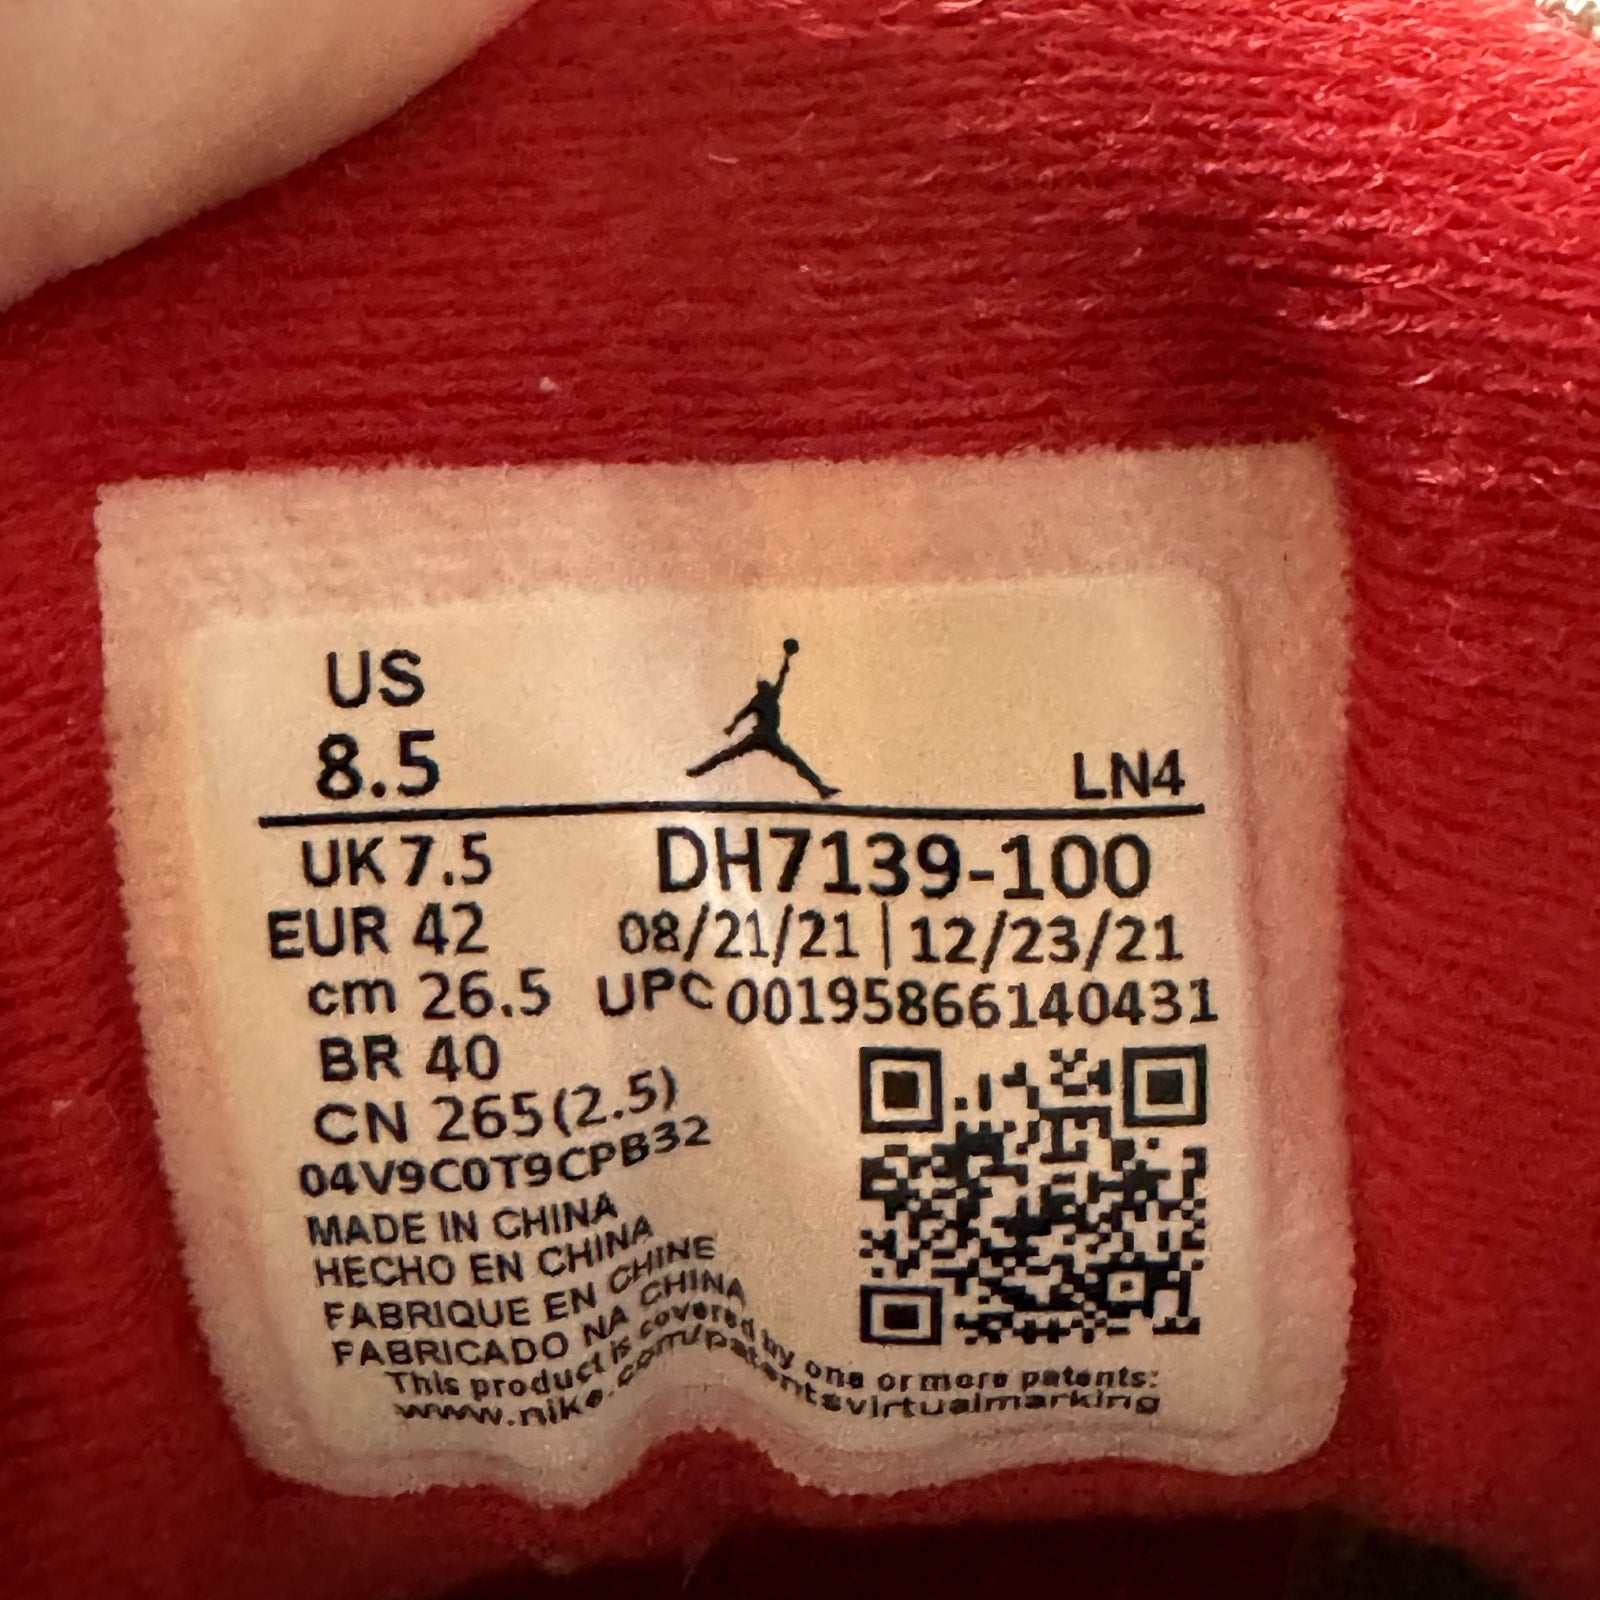 US
8.5
LN4
UK 7.5
DH7139-100
EUR 42
08/21/21 | 12/23/21
cm 26.5
UPC 00195866140431
BR 40
CN 265(2.5)
04V9C0T9CPB32
MADE IN CHINA
HECHO EN CHINA
FABRIQUE EN CHINE
FABRICADO NA CHINA
This product is covered by one or more patents:
www.nike.com/patentsvirtualmarking